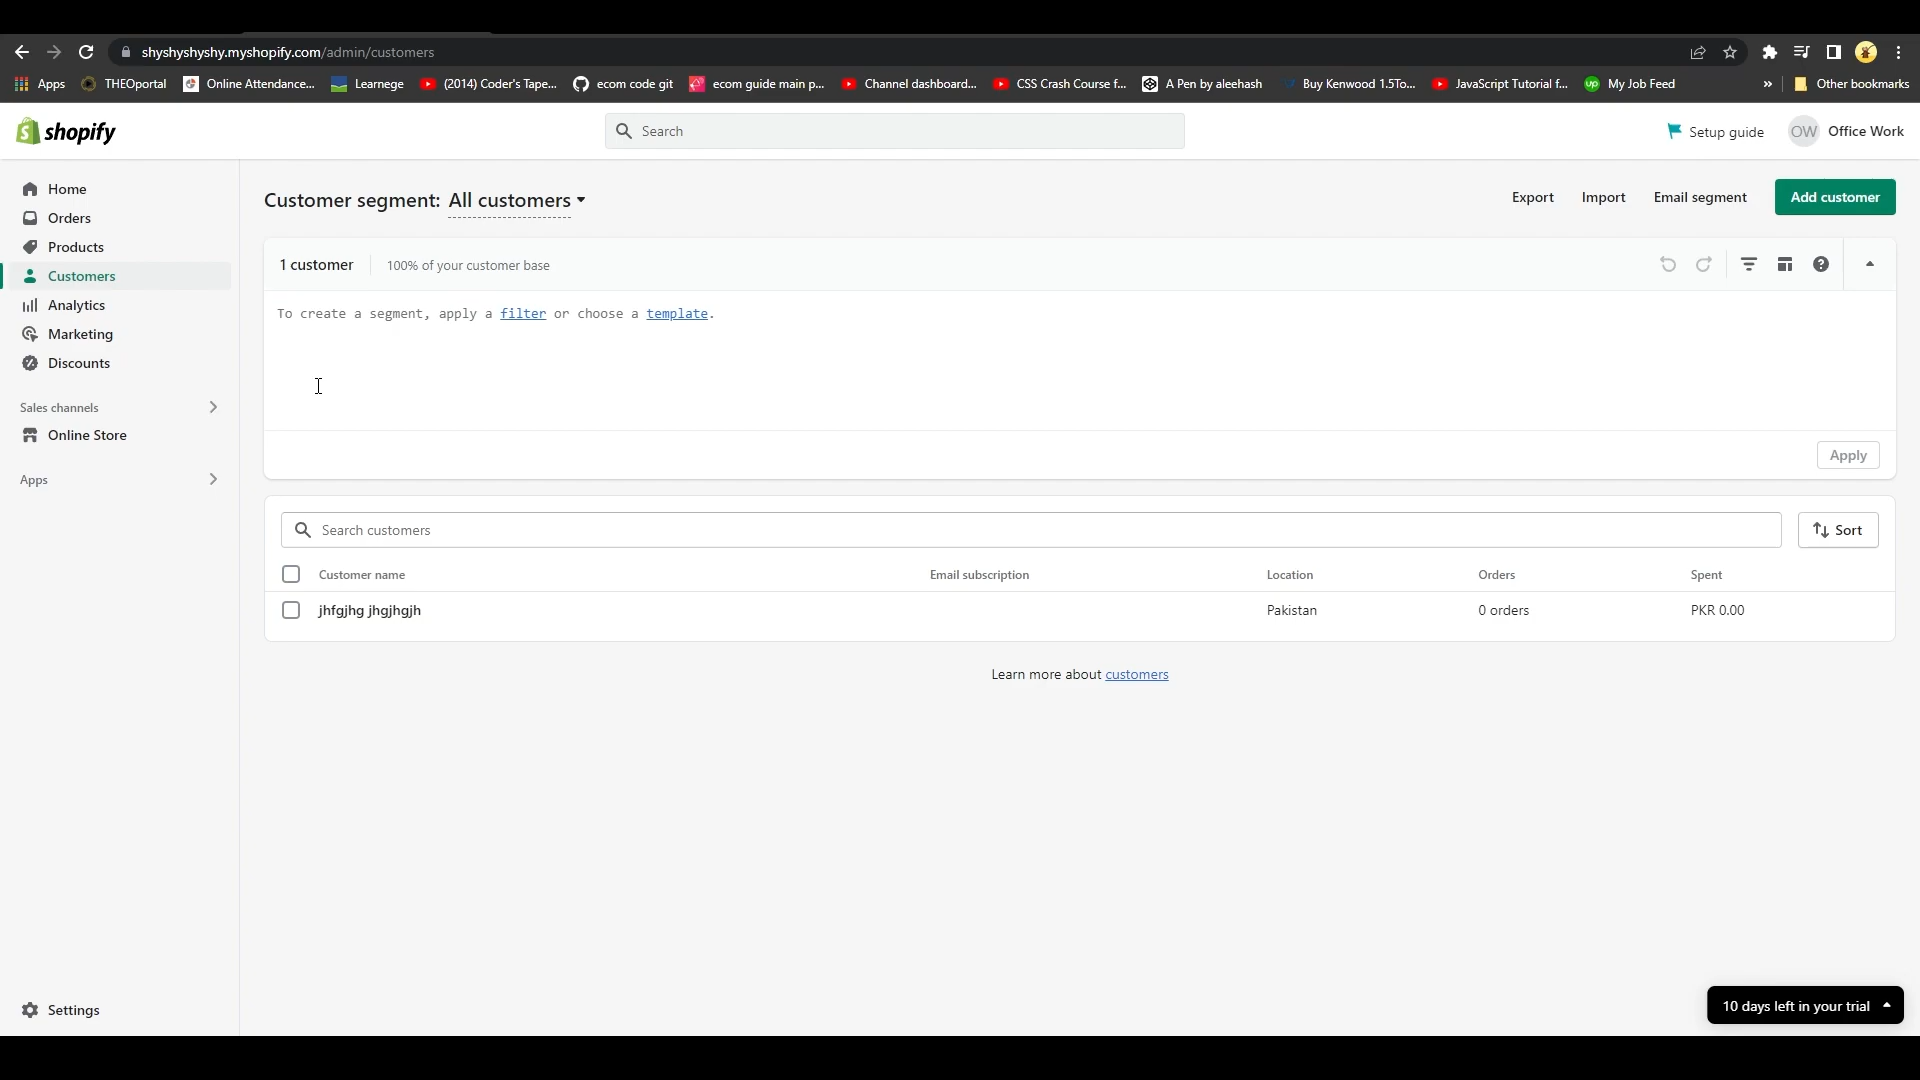 shyshyshyshy.myshopify.com/admin/customers
Apps THEOportal Online Attendance... Learnege (2014) Coder's Tape... ecom code git ecom guide main p... Channel dashboard... CSS Crash Course f... A Pen by aleehash Buy Kenwood 1.5To... JavaScript Tutorial f... up My Job Feed » Other bookmarks
shopify Search Setup guide OW Office Work
Home
Orders
Products
Customers
Analytics
Marketing
Discounts
Sales channels
Online Store
Apps
Settings
Customer segment: All customers Export Import Email segment Add customer
1 customer 100% of your customer base
To create a segment, apply a filter or choose a template.
Apply
Search customers Sort
Customer name Email subscription Location Orders Spent
jhfgjhg jhgjhgjh Pakistan 0 orders PKR 0.00
Learn more about customers
10 days left in your trial